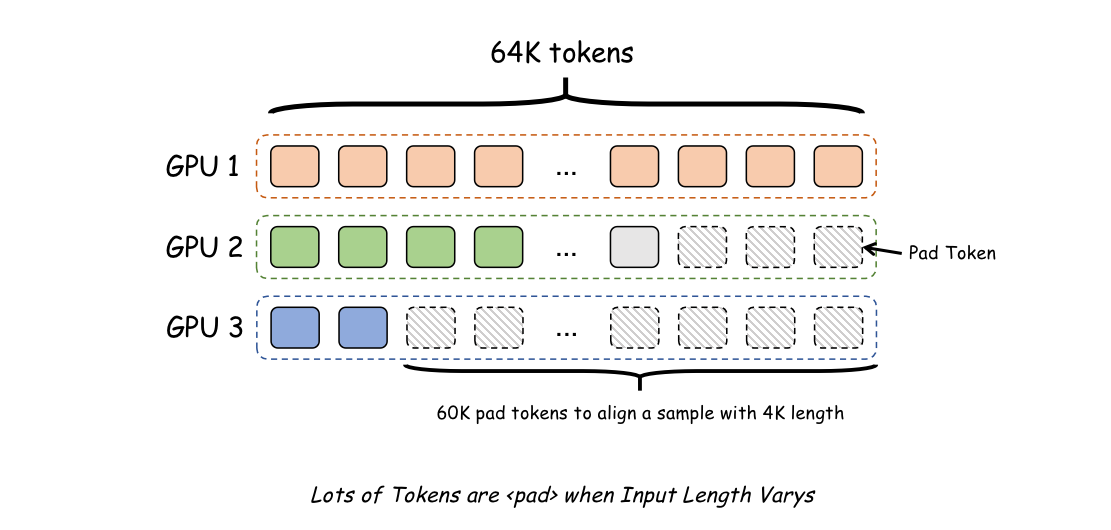 64K tokens
GPU 1
...
GPU 2
...
Pad Token
GPU 3
...
60K pad tokens to align a sample with 4K length
Lots of Tokens are <pad> when Input Length Varys